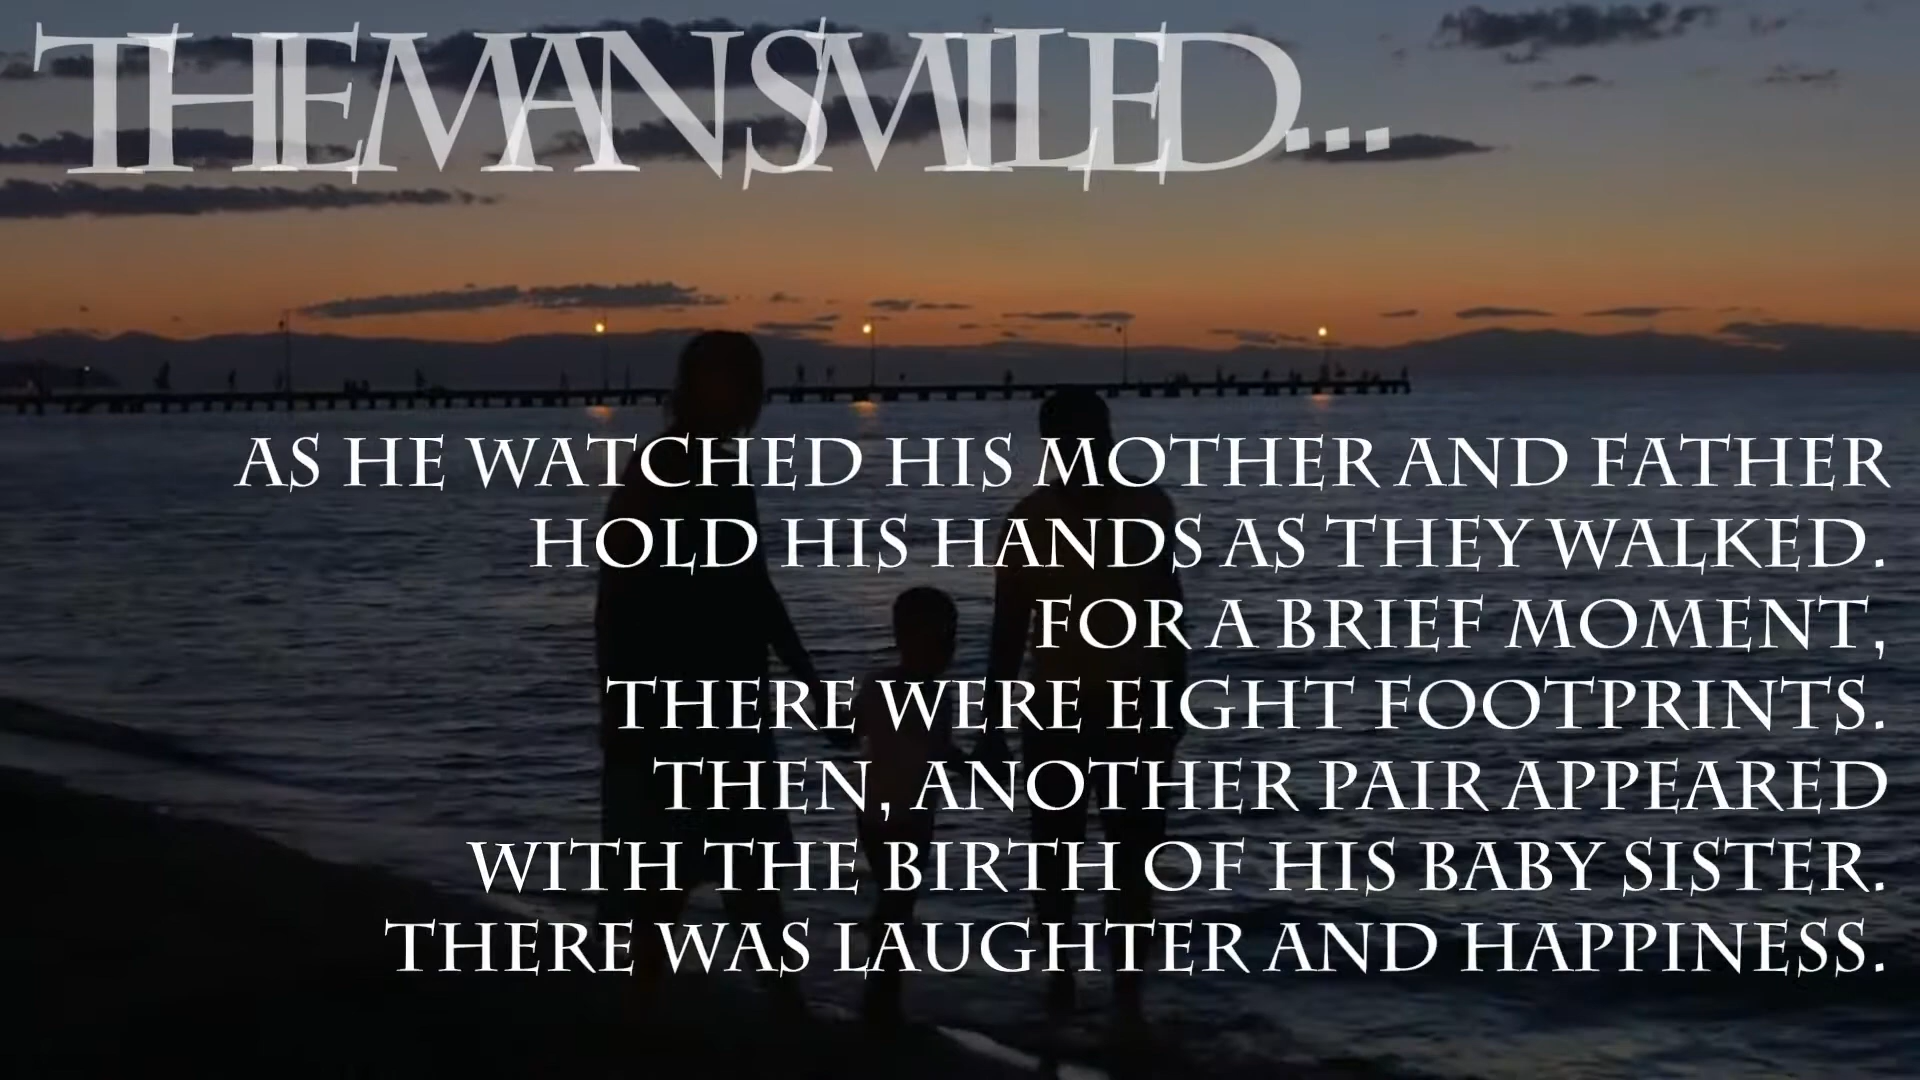 THE MAN SMILED...
AS HE WATCHED HIS MOTHER AND FATHER
HOLD HIS HANDS AS THEY WALKED.
FOR A BRIEF MOMENT,
THERE WERE EIGHT FOOTPRINTS.
THEN, ANOTHER PAIR APPEARED
WITH THE BIRTH OF HIS BABY SISTER.
THERE WAS LAUGHTER AND HAPPINESS.